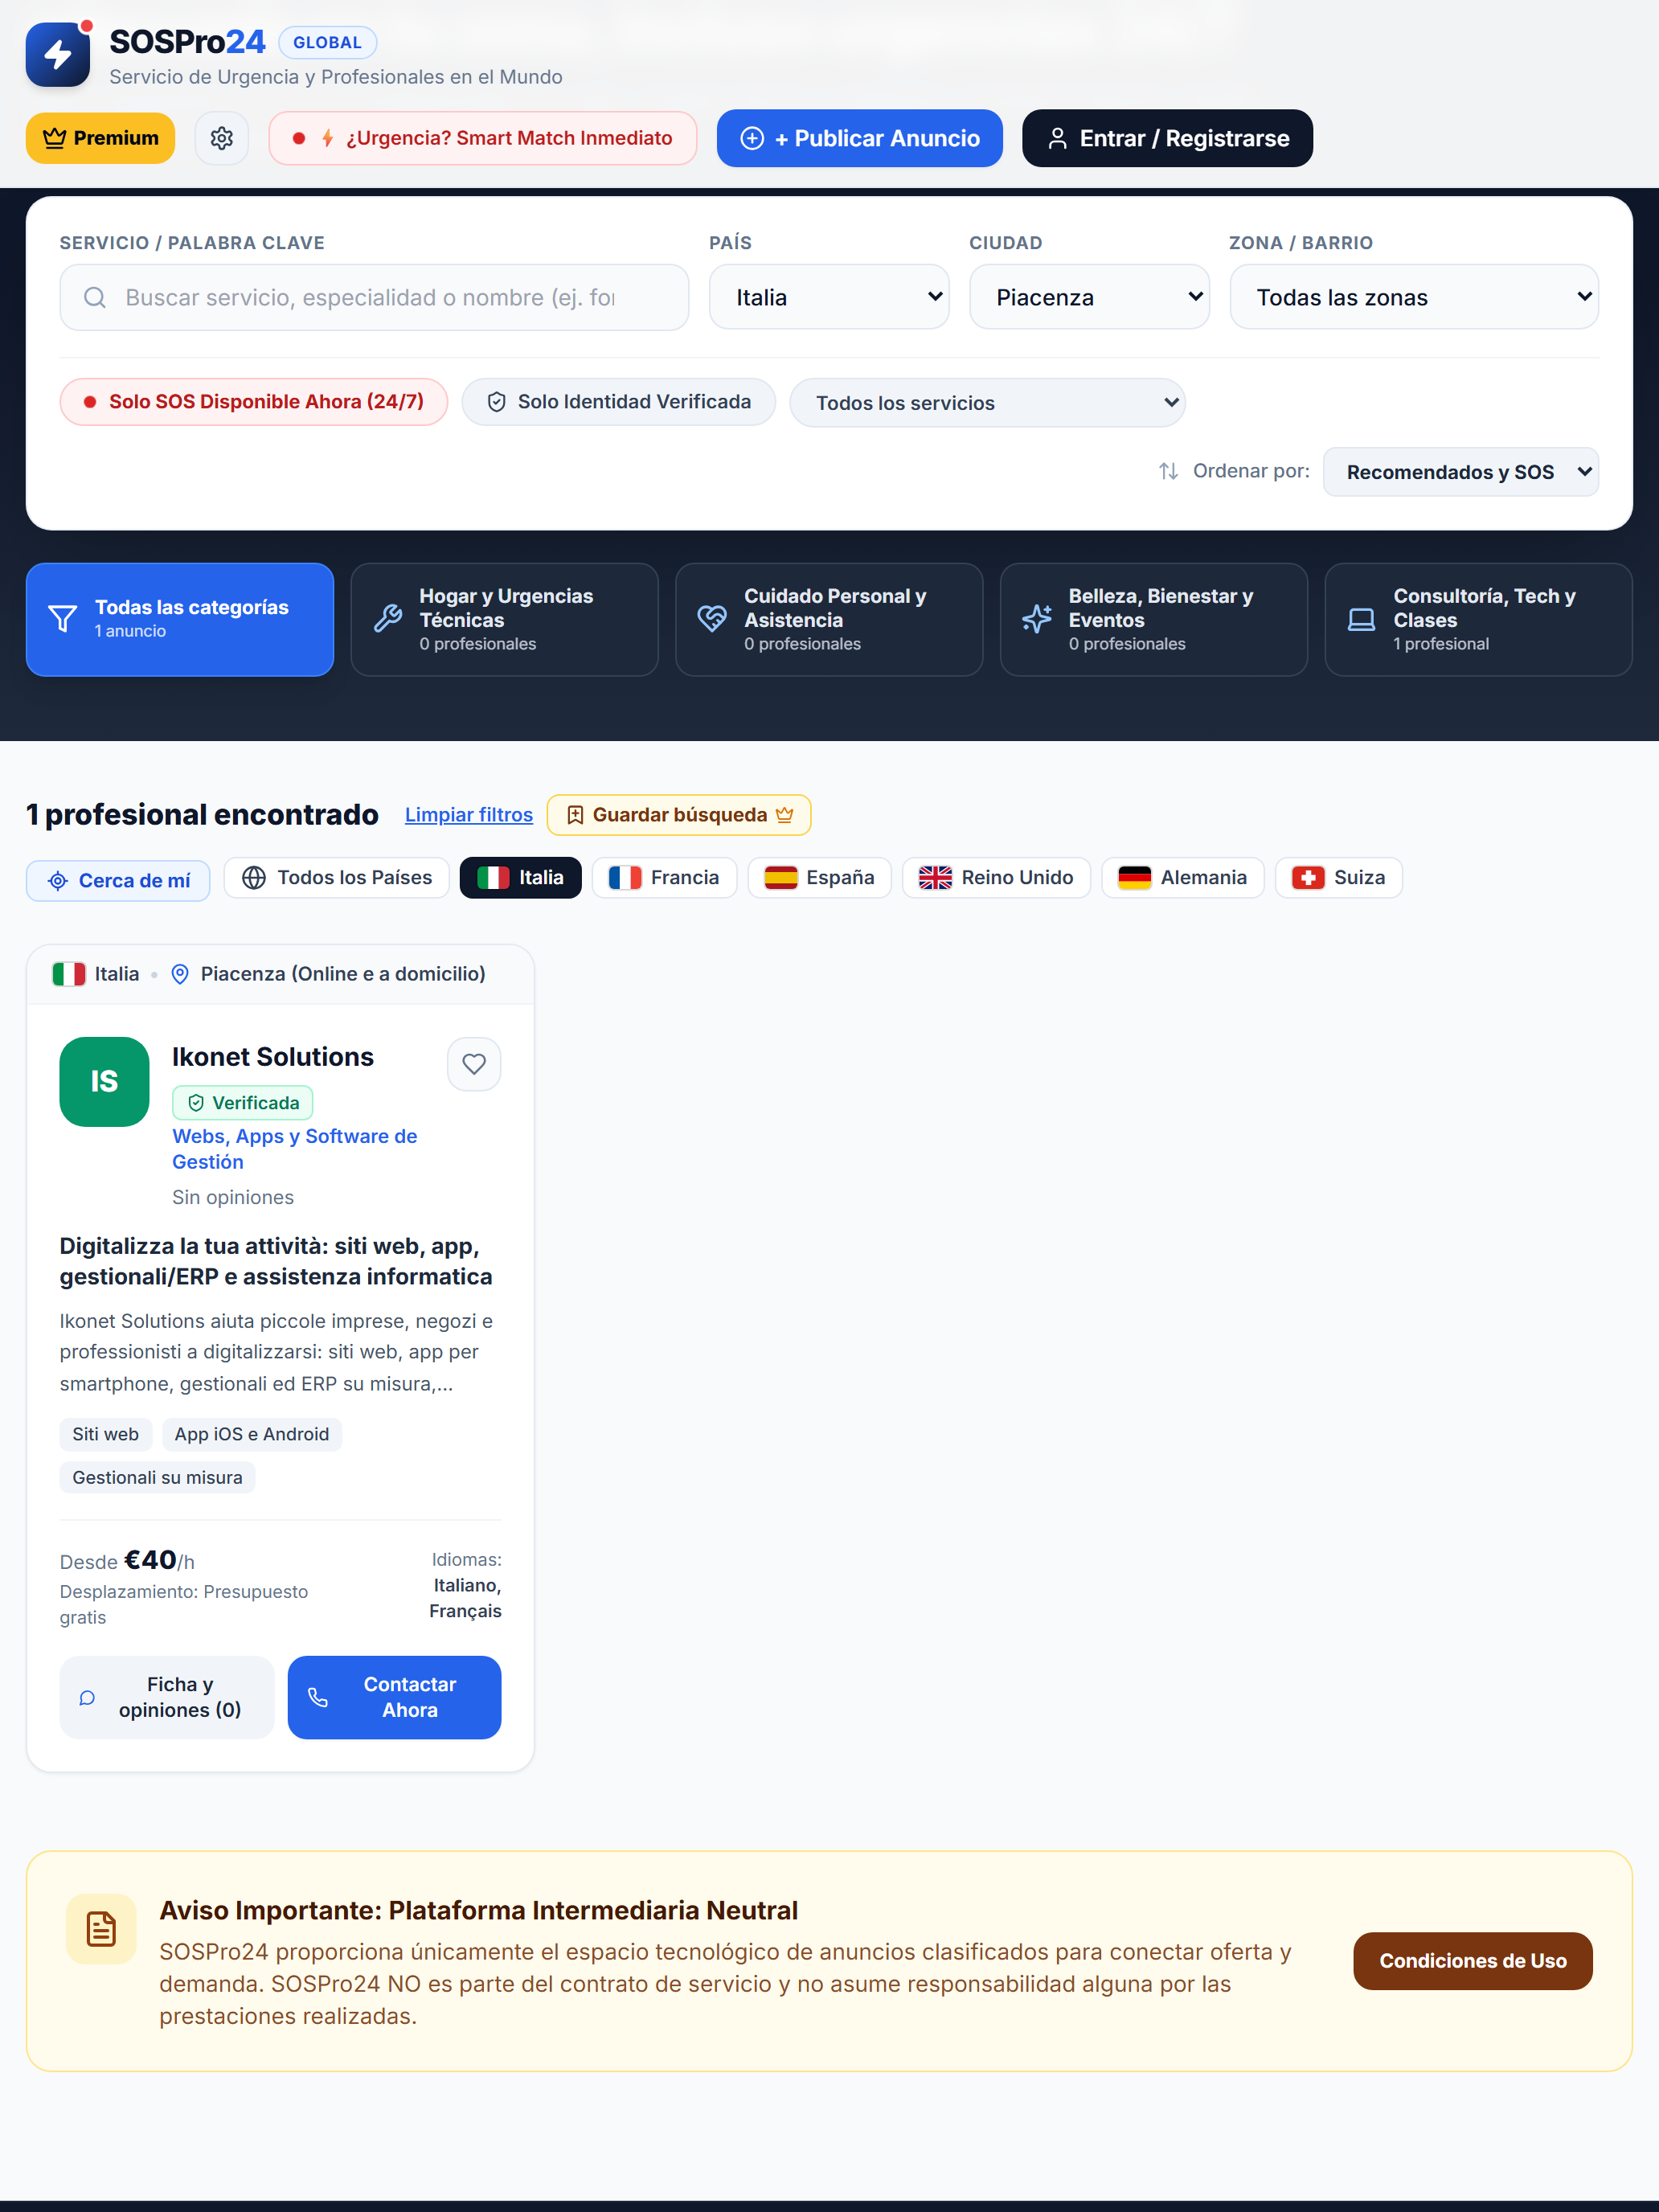 SOSPro24 GLOBAL
Servicio de Urgencia y Profesionales en el Mundo
Premium
¿Urgencia? Smart Match Inmediato
+ Publicar Anuncio
Entrar / Registrarse
SERVICIO / PALABRA CLAVE
Buscar servicio, especialidad o nombre (ej. for
PAÍS
Italia
CIUDAD
Piacenza
ZONA / BARRIO
Todas las zonas
Solo SOS Disponible Ahora (24/7)
Solo Identidad Verificada
Todos los servicios
Ordenar por:
Recomendados y SOS
Todas las categorías
1 anuncio
Hogar y Urgencias
Técnicas
0 profesionales
Cuidado Personal y
Asistencia
0 profesionales
Belleza, Bienestar y
Eventos
0 profesionales
Consultoría, Tech y
Clases
1 profesional
1 profesional encontrado
Limpiar filtros
Guardar búsqueda
Cerca de mí
Todos los Países
Italia
Francia
España
Reino Unido
Alemania
Suiza
Italia • Piacenza (Online e a domicilio)
IS
Ikonet Solutions
Verificada
Webs, Apps y Software de
Gestión
Sin opiniones
Digitalizza la tua attività: siti web, app,
gestionali/ERP e assistenza informatica
Ikonet Solutions aiuta piccole imprese, negozi e
professionisti a digitalizzarsi: siti web, app per
smartphone, gestionali ed ERP su misura,...
Siti web
App iOS e Android
Gestionali su misura
Desde €40/h
Desplazamiento: Presupuesto
gratis
Idiomas:
Italiano,
Français
Ficha y
opiniones (0)
Contactar
Ahora
Aviso Importante: Plataforma Intermediaria Neutral
SOSPro24 proporciona únicamente el espacio tecnológico de anuncios clasificados para conectar oferta y
demanda. SOSPro24 NO es parte del contrato de servicio y no asume responsabilidad alguna por las
prestaciones realizadas.
Condiciones de Uso